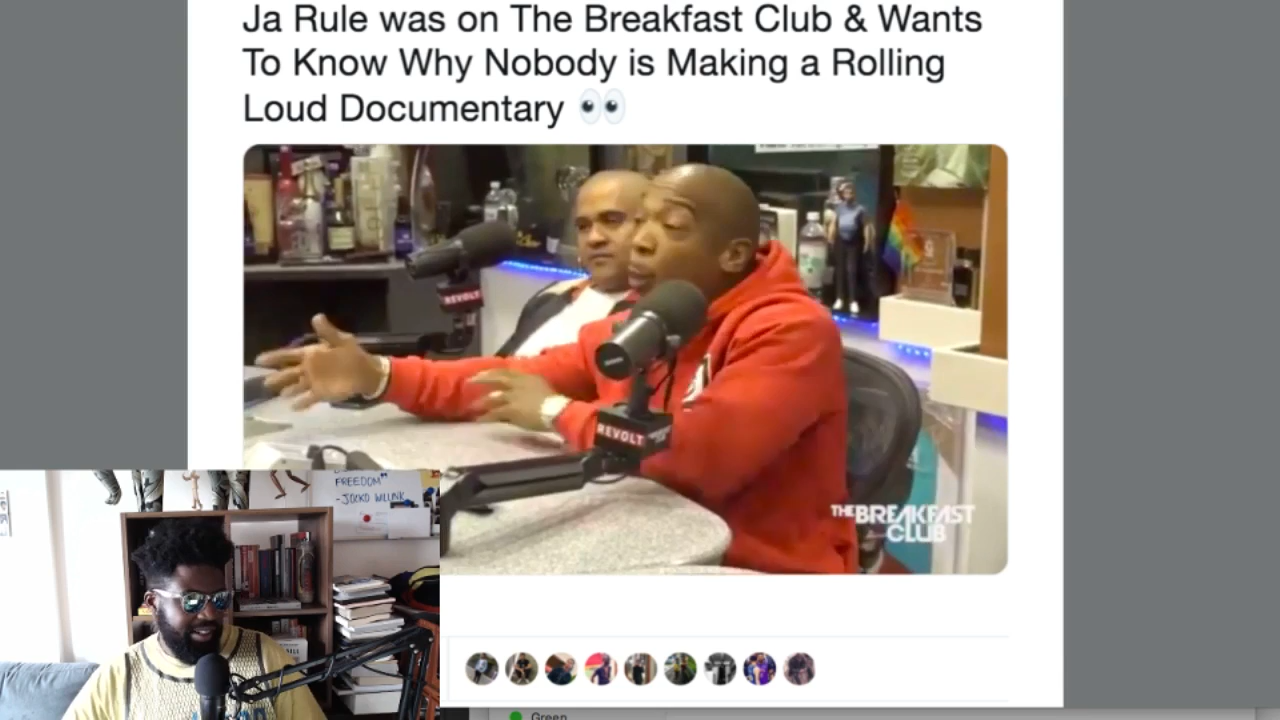 Ja Rule was on The Breakfast Club & Wants
To Know Why Nobody is Making a Rolling
Loud Documentary 👀
REVOLT
REVOLT
THE BREAKFAST
CLUB
FREEDOM"
-JOCKO WILLINK
Green